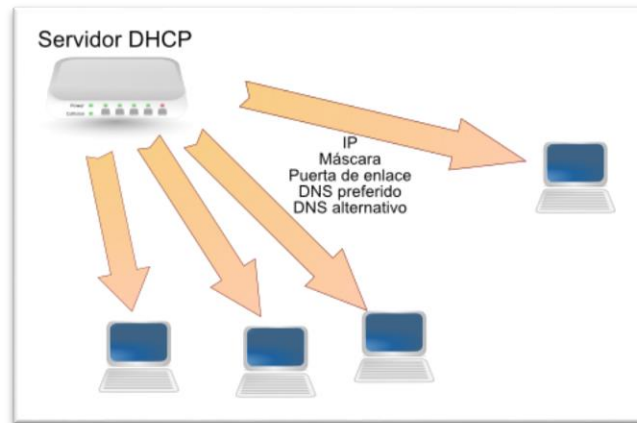 Servidor DHCP
IP
Máscara
Puerta de enlace
DNS preferido
DNS alternativo